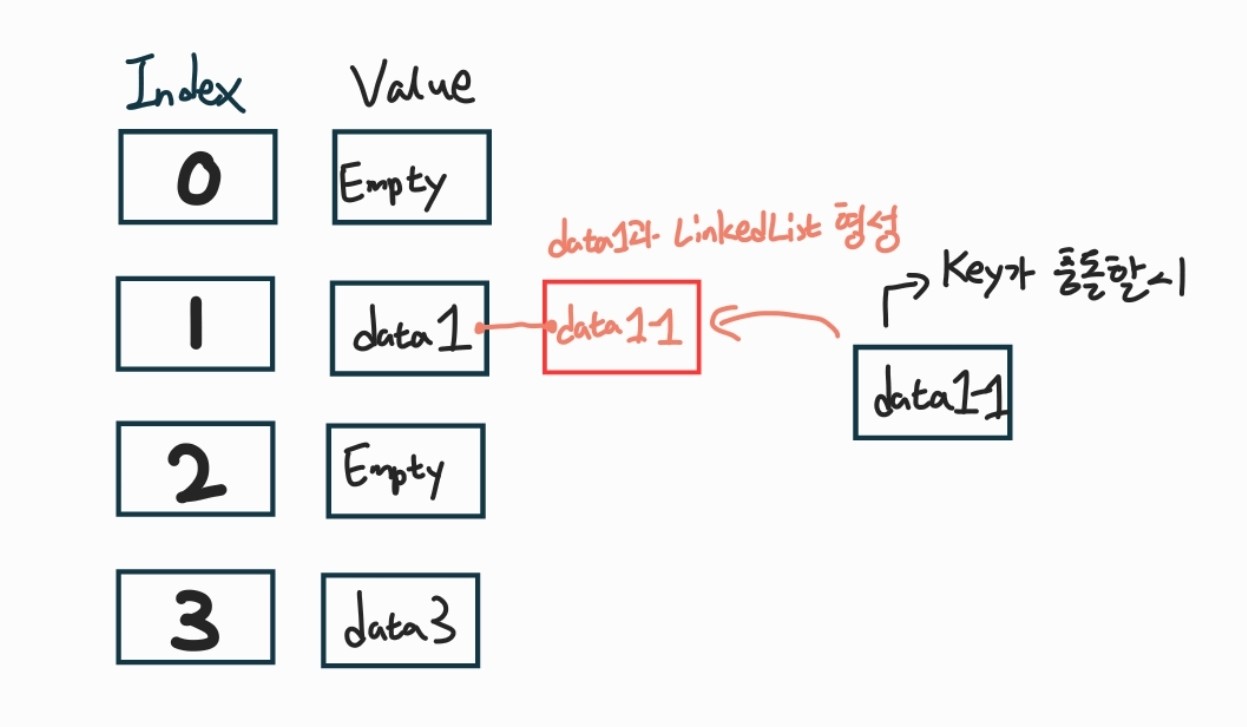 Index
Value
0
Empty
data1과 LinkedList 형성
Key가 충돌할시
1
data1
data1-1
data1-1
2
Empty
3
data3